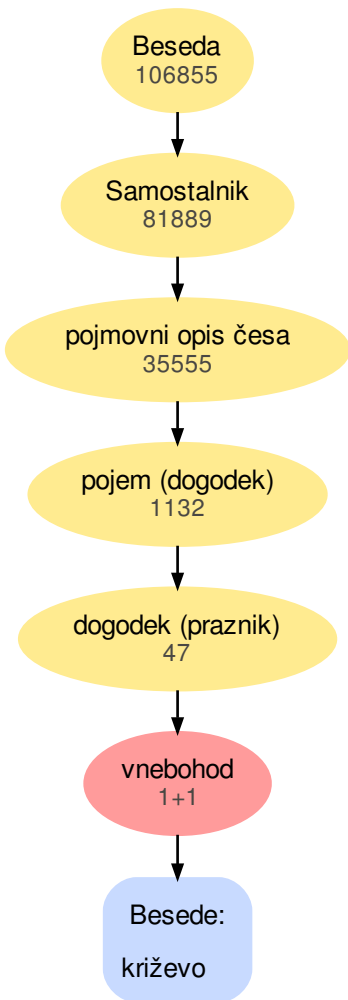 Beseda
106855
Samostalnik
81889
pojmovni opis česa
35555
pojem (dogodek)
1132
dogodek (praznik)
47
vnebohod
1+1
Besede:
križevo